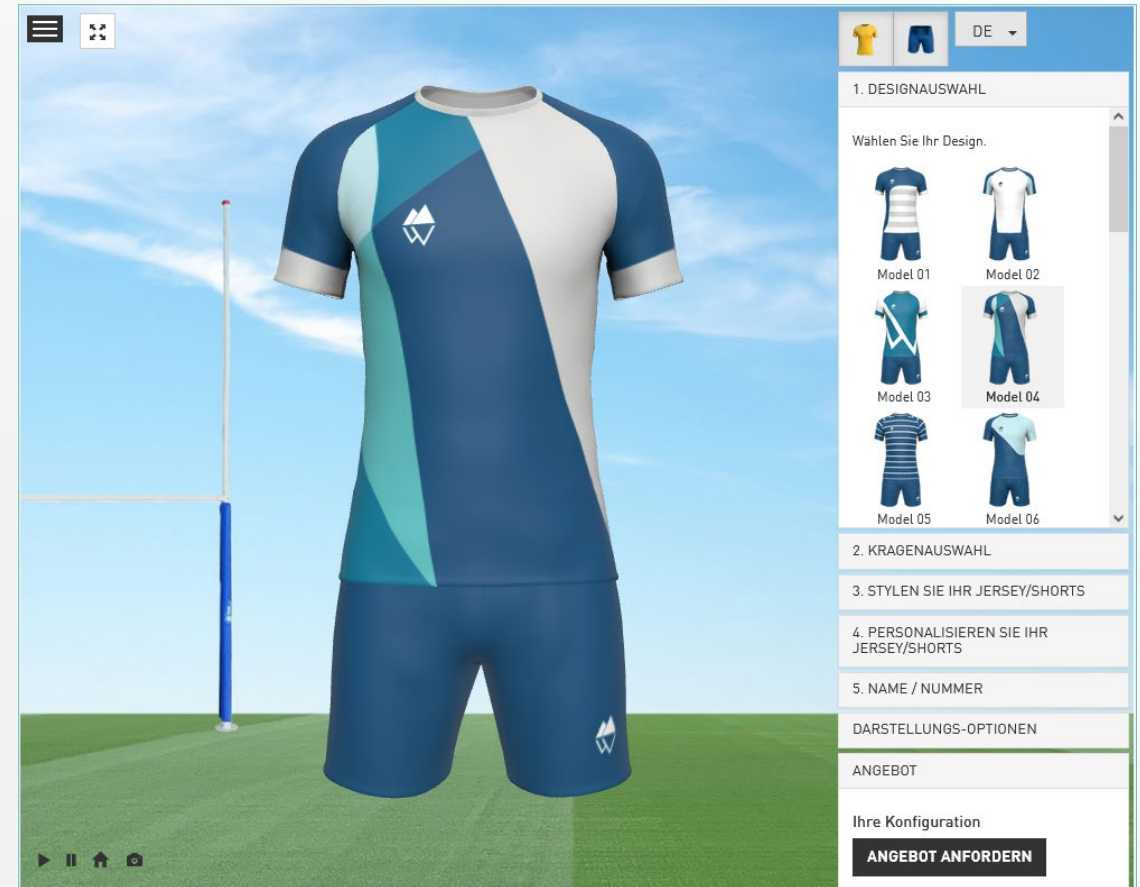 DE
1. DESIGNAUSWAHL
Wählen Sie Ihr Design.
Model 01
Model 02
Model 03
Model 04
Model 05
Model 06
2. KRAGENAUSWAHL
3. STYLEN SIE IHR JERSEY/SHORTS
4. PERSONALISIEREN SIE IHR
JERSEY/SHORTS
5. NAME / NUMMER
DARSTELLUNGS-OPTIONEN
ANGEBOT
Ihre Konfiguration
ANGEBOT ANFORDERN